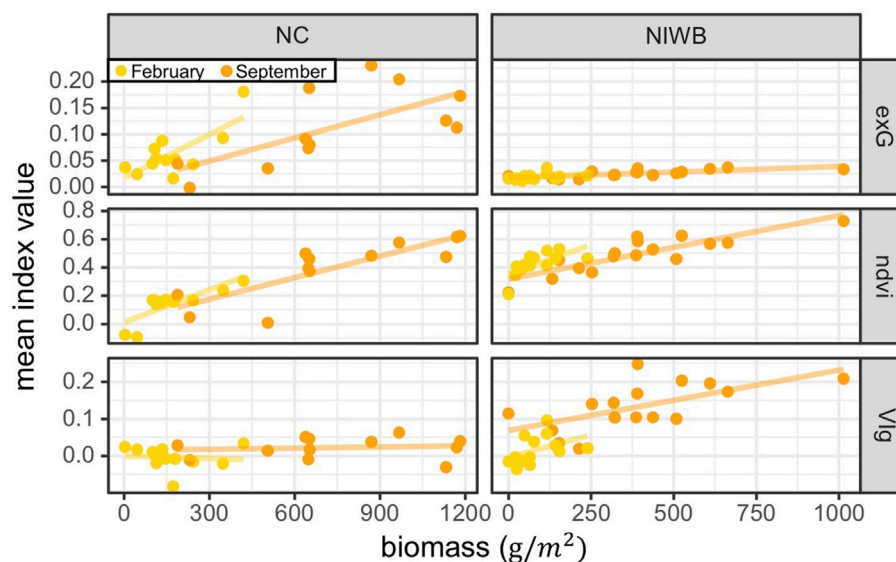 NC
NIWB
February
September
mean index value
0.20
0.15
0.10
0.05
0.00
exG
0.8
0.6
0.4
0.2
0.0
ndvi
0.2
0.1
0.0
VIg
0
300
600
900
1200
0
250
500
750
1000
biomass (g/m²)